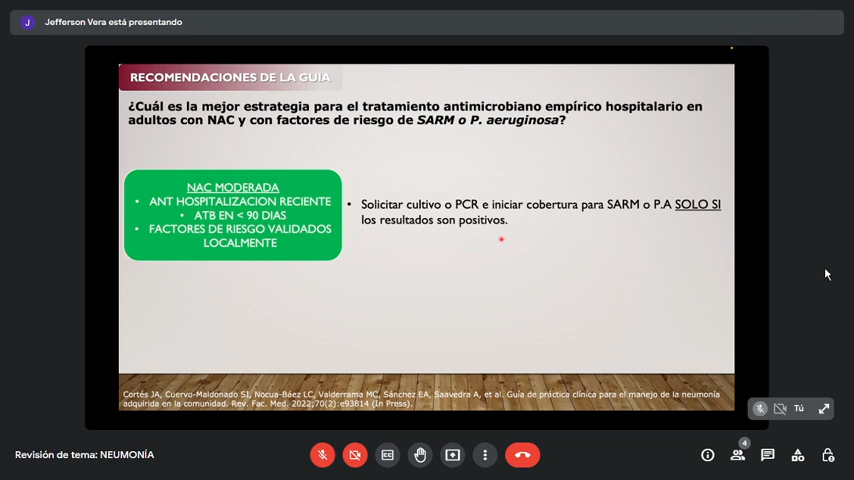 J Jefferson Vera está presentando
RECOMENDACIONES DE LA GUIA
¿Cuál es la mejor estrategia para el tratamiento antimicrobiano empírico hospitalario en
adultos con NAC y con factores de riesgo de SARM o P. aeruginosa?
NAC MODERADA
• ANT HOSPITALIZACION RECIENTE
• ATB EN < 90 DIAS
• FACTORES DE RIESGO VALIDADOS
LOCALMENTE
• Solicitar cultivo o PCR e iniciar cobertura para SARM o P.A SOLO SI
los resultados son positivos.
Cortés JA, Cuervo-Maldonado SI, Nocua-Báez LC, Valderrama MC, Sánchez EA, Saavedra A, et al. Guía de práctica clínica para el manejo de la neumonía
adquirida en la comunidad. Rev. Fac. Med. 2022;70(2):e93814 (In Press).
Tú
4
Revisión de tema: NEUMONÍA
CC